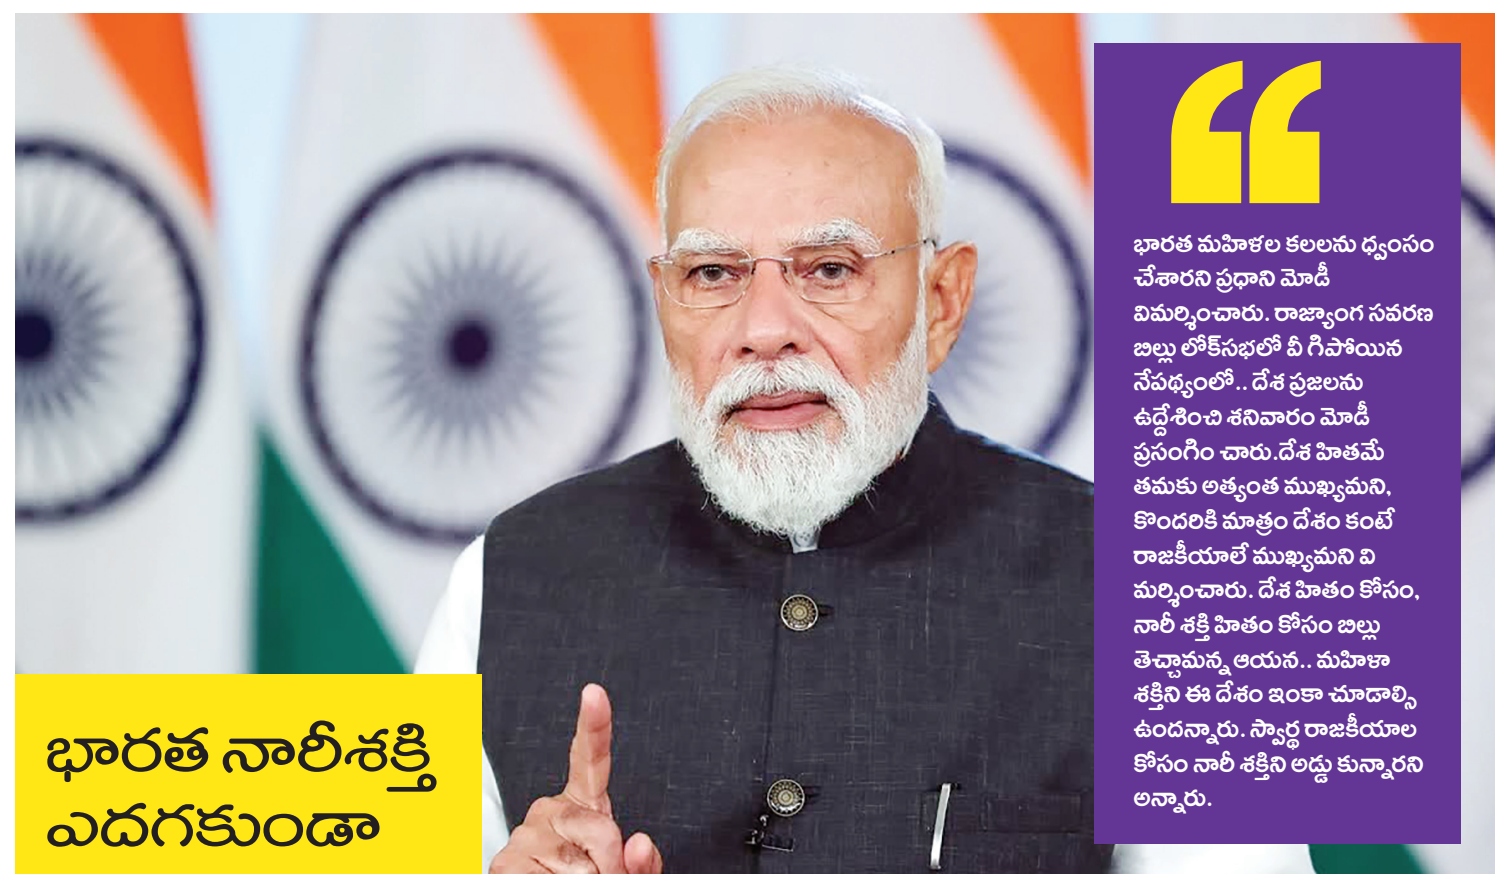 భారత మహిళల కలలను ధ్వంసం
చేశారని ప్రధాని మోడీ
విమర్శించారు. రాజ్యాంగ సవరణ
బిల్లు లోక్‌సభలో వీ గిపోయిన
నేపథ్యంలో.. దేశ ప్రజలను
ఉద్దేశించి శనివారం మోడీ
ప్రసంగిం చారు.దేశ హితమే
తమకు అత్యంత ముఖ్యమని,
కొందరికి మాత్రం దేశం కంటే
రాజకీయాలే ముఖ్యమని వి
మర్శించారు. దేశ హితం కోసం,
నారీ శక్తి హితం కోసం బిల్లు
తెచ్చామన్న ఆయన.. మహిళా
శక్తిని ఈ దేశం ఇంకా చూడాల్సి
ఉందన్నారు. స్వార్థ రాజకీయాల
కోసం నారీ శక్తిని అడ్డు కున్నారని
అన్నారు.
భారత నారీశక్తి
ఎదగకుండా